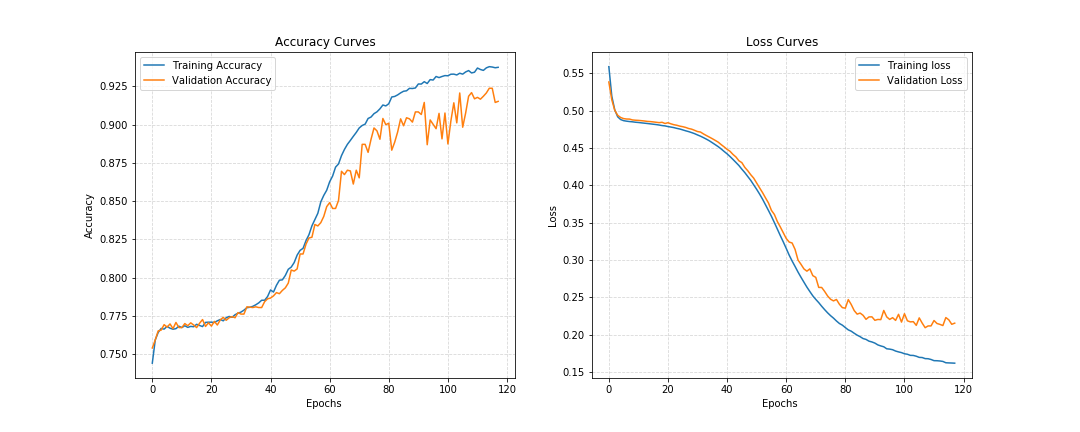 Accuracy Curves
Training Accuracy
Validation Accuracy
0.925
0.900
0.875
0.850
0.825
0.800
0.775
0.750
Accuracy
0 20 40 60 80 100 120
Epochs
Loss Curves
Training loss
Validation Loss
0.55
0.50
0.45
0.40
0.35
0.30
0.25
0.20
0.15
Loss
0 20 40 60 80 100 120
Epochs